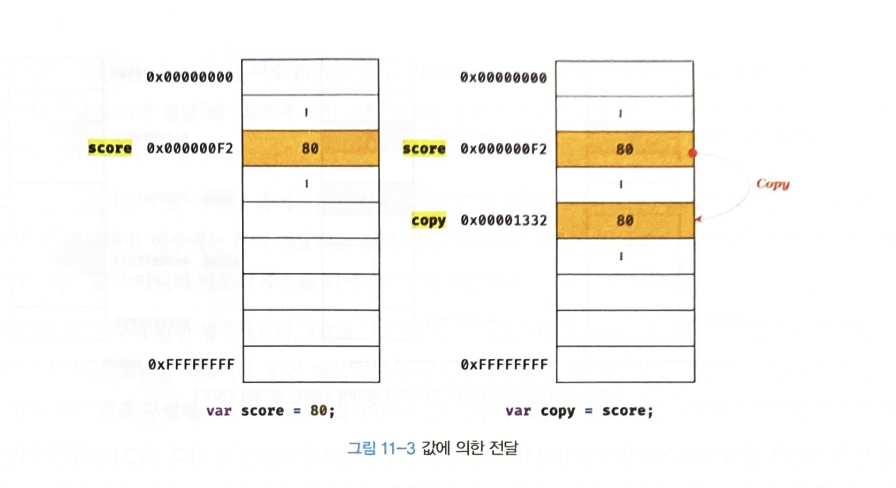 0x00000000
score 0x000000F2 80
0xFFFFFFFF
var score = 80;
0x00000000
score 0x000000F2 80
Copy
copy 0x00001332 80
0xFFFFFFFF
var copy = score;
그림 11-3 값에 의한 전달